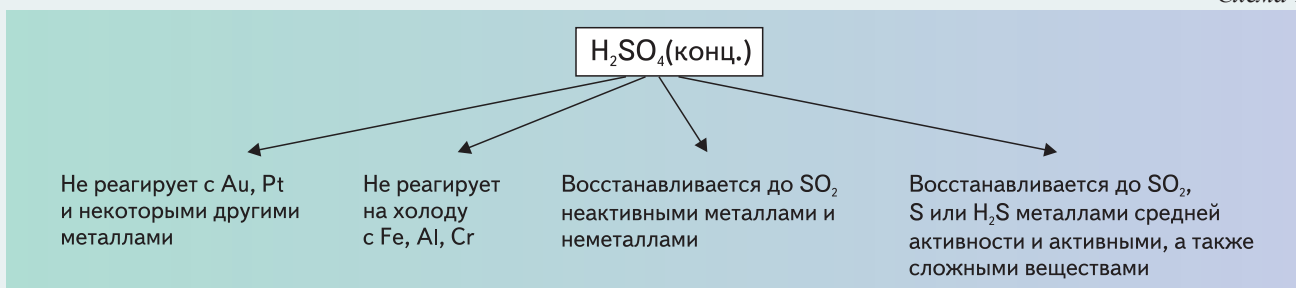 H₂SO₄(конц.)
Не реагирует с Au, Pt
и некоторыми другими
металлами
Не реагирует
на холоду
с Fe, Al, Cr
Восстанавливается до SO₂
неактивными металлами и
неметаллами
Восстанавливается до SO₂,
S или H₂S металлами средней
активности и активными, а также
сложными веществами